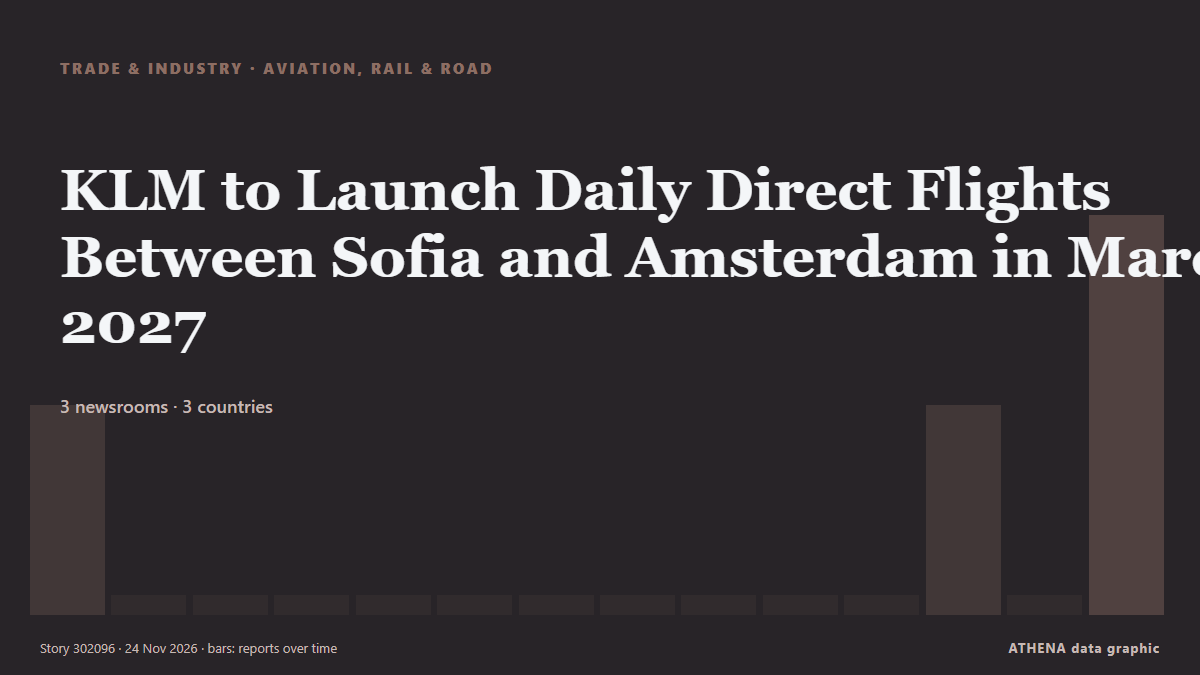 TRADE & INDUSTRY · AVIATION, RAIL & ROAD
KLM to Launch Daily Direct Flights
Between Sofia and Amsterdam in Marc
2027
3 newsrooms · 3 countries
Story 302096 · 24 Nov 2026 · bars: reports over time
ATHENA data graphic